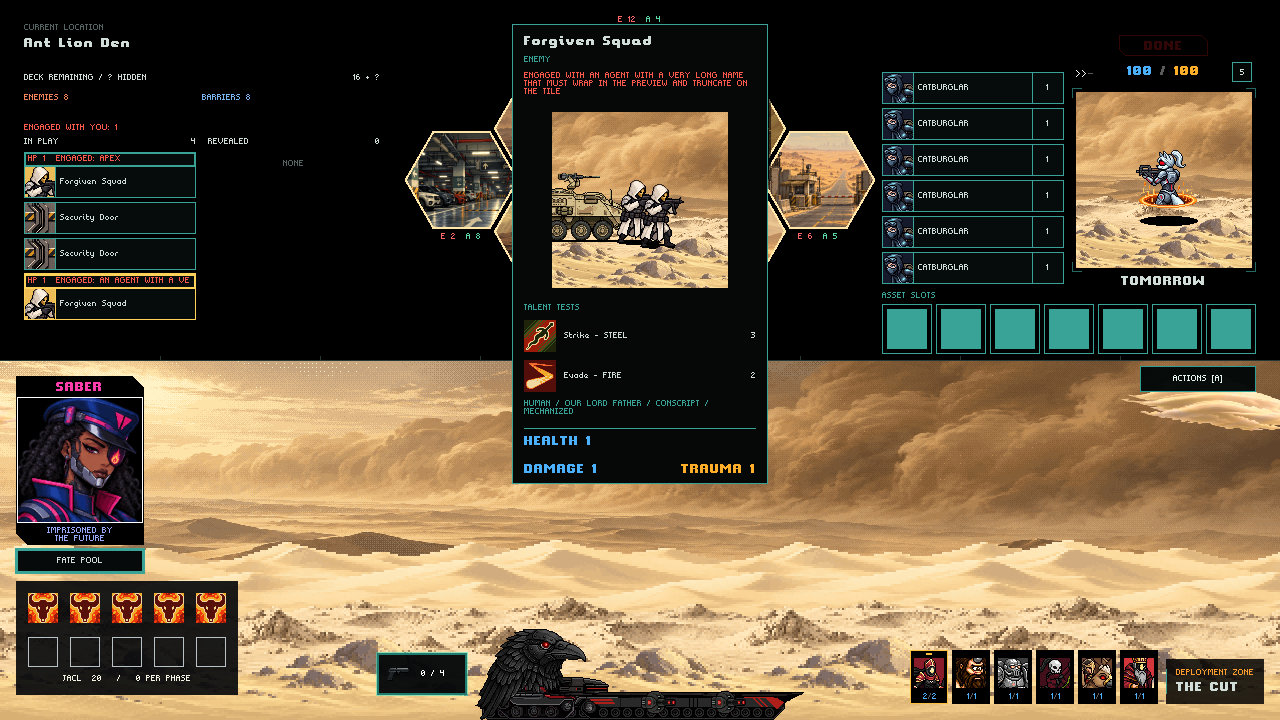 CURRENT LOCATION
Ant Lion Den
DECK REMAINING / ? HIDDEN 16 + ?
ENEMIES 8 BARRIERS 8
ENGAGED WITH YOU: 1
IN PLAY 4 REVEALED 0
NONE
HP 1 ENGAGED: APEX
Forgiven Squad
Security Door
Security Door
HP 1 ENGAGED: AN AGENT WITH A VE
Forgiven Squad
E 12 A 4
E 2 A 8
E 6 A 5
Forgiven Squad
ENEMY
ENGAGED WITH AN AGENT WITH A VERY LONG NAME
THAT MUST WRAP IN THE PREVIEW AND TRUNCATE ON
THE TILE
TALENT TESTS
Strike - STEEL 3
Evade - FIRE 2
HUMAN / OUR LORD FATHER / CONSCRIPT /
MECHANIZED
HEALTH 1
DAMAGE 1 TRAUMA 1
CATBURGLAR 1
CATBURGLAR 1
CATBURGLAR 1
CATBURGLAR 1
CATBURGLAR 1
CATBURGLAR 1
DONE
100 / 100 5
TOMORROW
ASSET SLOTS
ACTIONS [A]
SABER
IMPRISONED BY
THE FUTURE
FATE POOL
JACL 20 / 0 PER PHASE
0 / 4
2/2
1/1
1/1
1/1
1/1
1/1
DEPLOYMENT ZONE
THE CUT